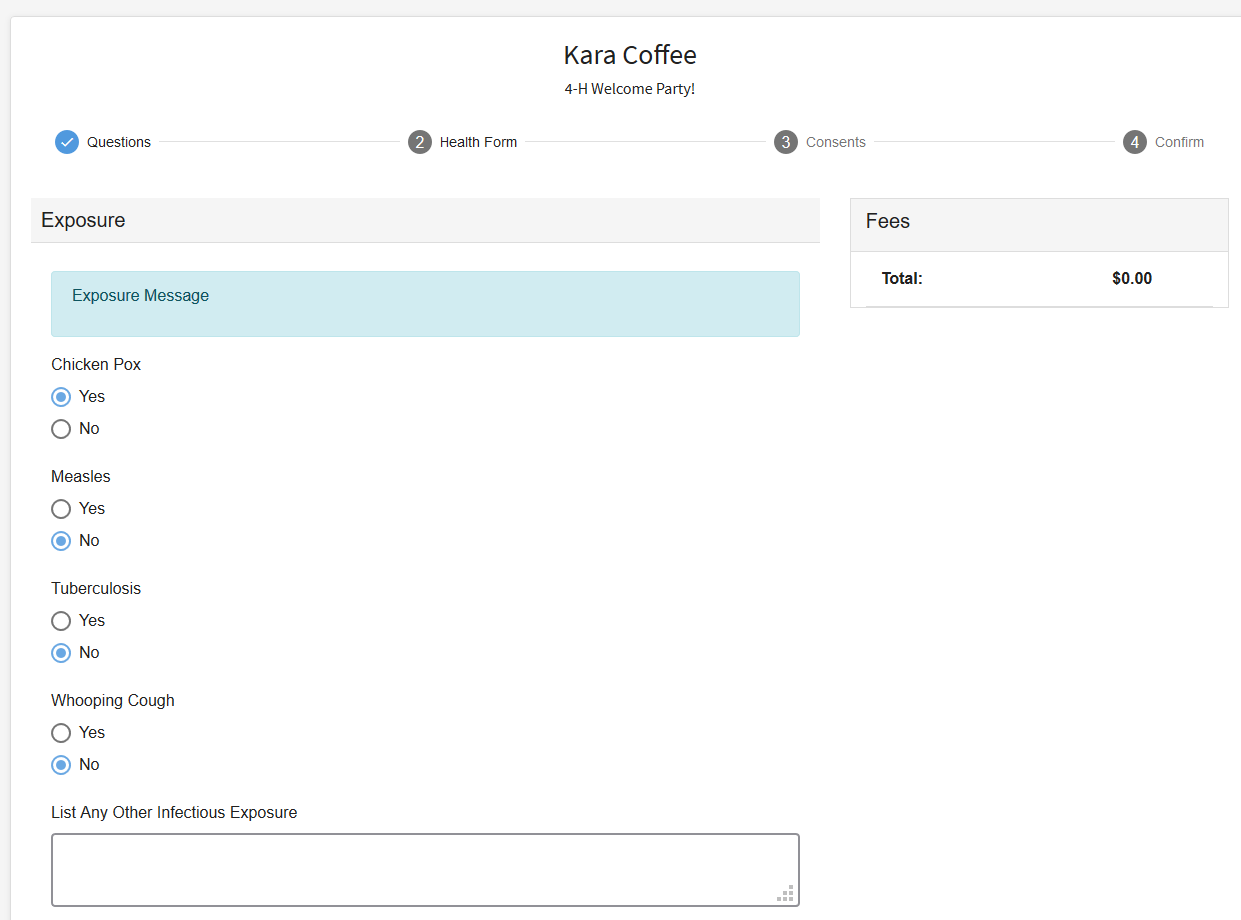 Kara Coffee
4-H Welcome Party!
Questions
2 Health Form
3 Consents
4 Confirm
Exposure
Exposure Message
Chicken Pox
Yes
No
Measles
Yes
No
Tuberculosis
Yes
No
Whooping Cough
Yes
No
List Any Other Infectious Exposure
Fees
Total: $0.00